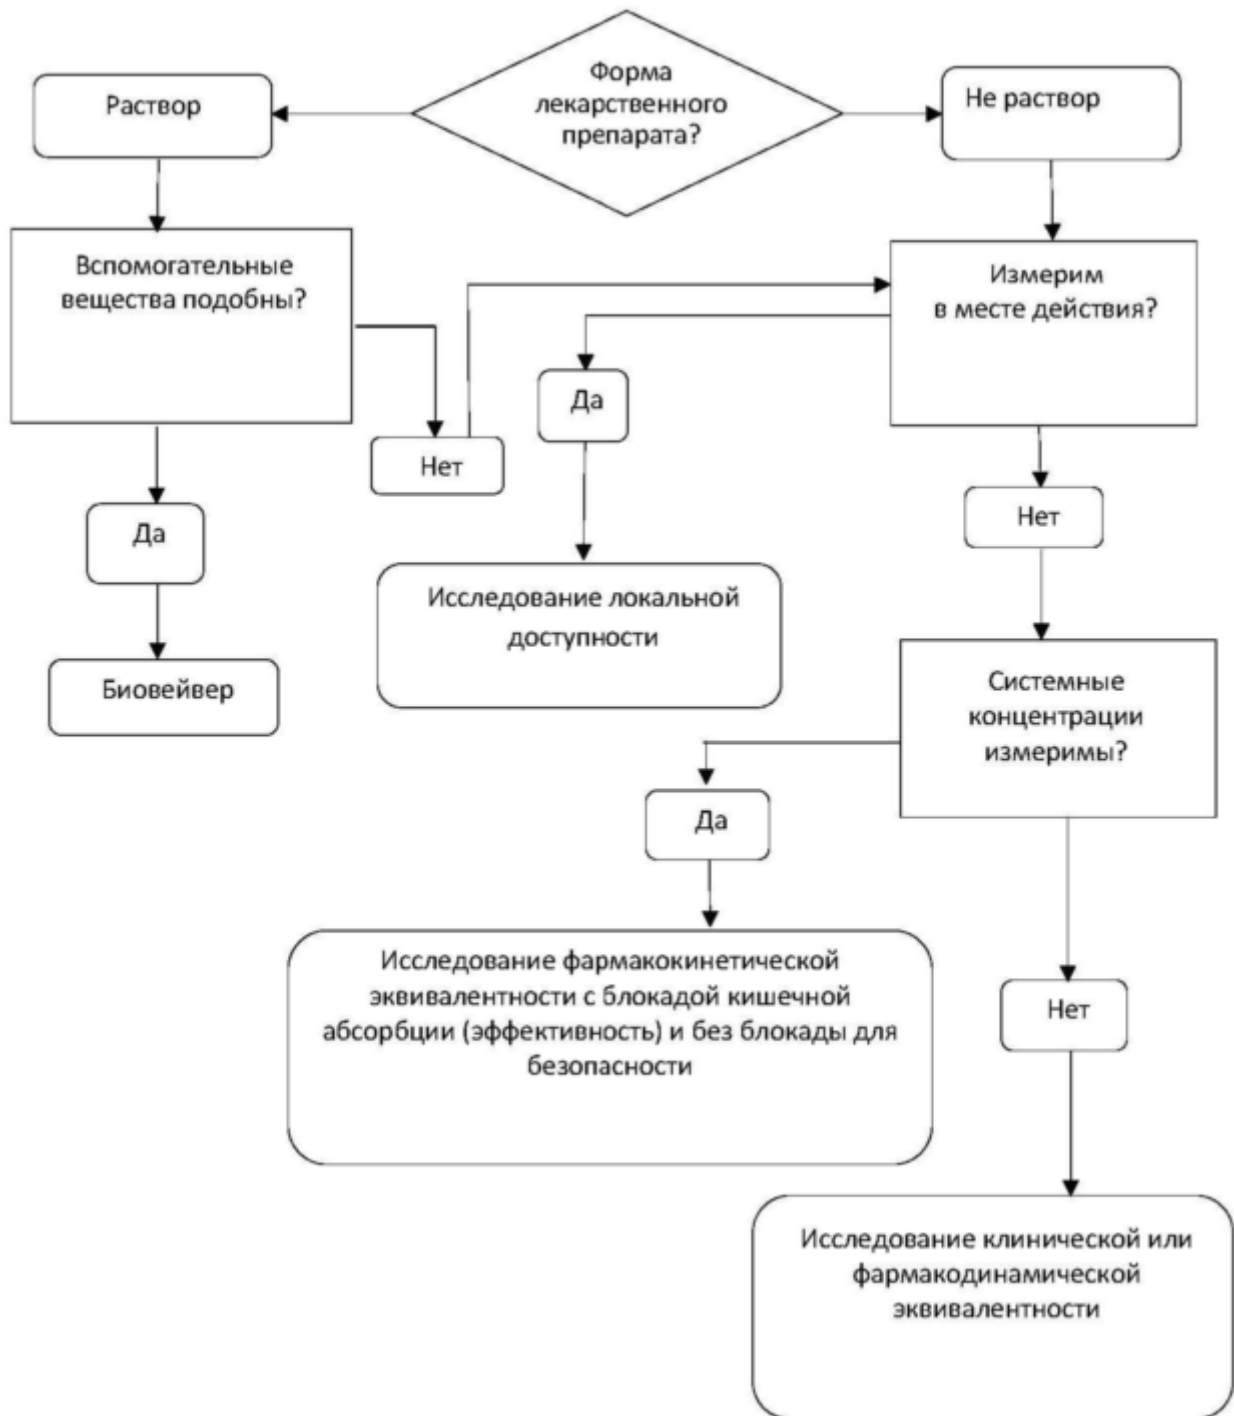 Форма
лекарственного
препарата?
Раствор
Не раствор
Вспомогательные
вещества подобны?
Измерим
в месте действия?
Да
Нет
Да
Нет
Исследование локальной
доступности
Биовейвер
Системные
концентрации
измеримы?
Да
Исследование фармакокинетической
эквивалентности с блокадой кишечной
абсорбции (эффективность) и без блокады для
безопасности
Нет
Исследование клинической или
фармакодинамической
эквивалентности